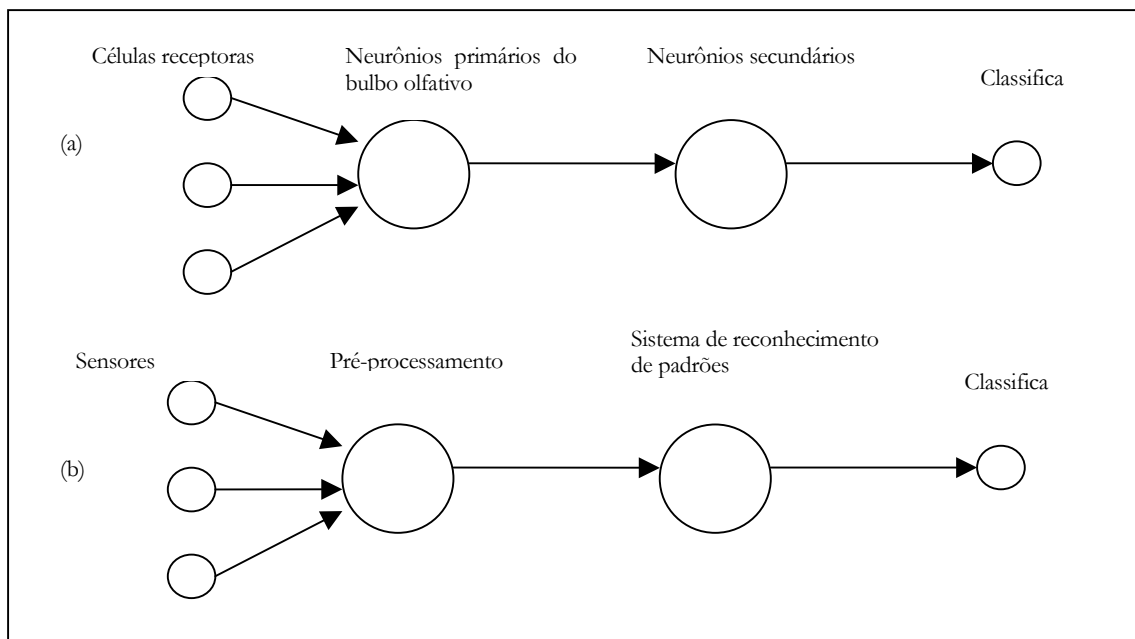 Células receptoras
Neurônios primários do
bulbo olfativo
Neurônios secundários
Classifica
(a)
Sensores
Pré-processamento
Sistema de reconhecimento
de padrões
Classifica
(b)